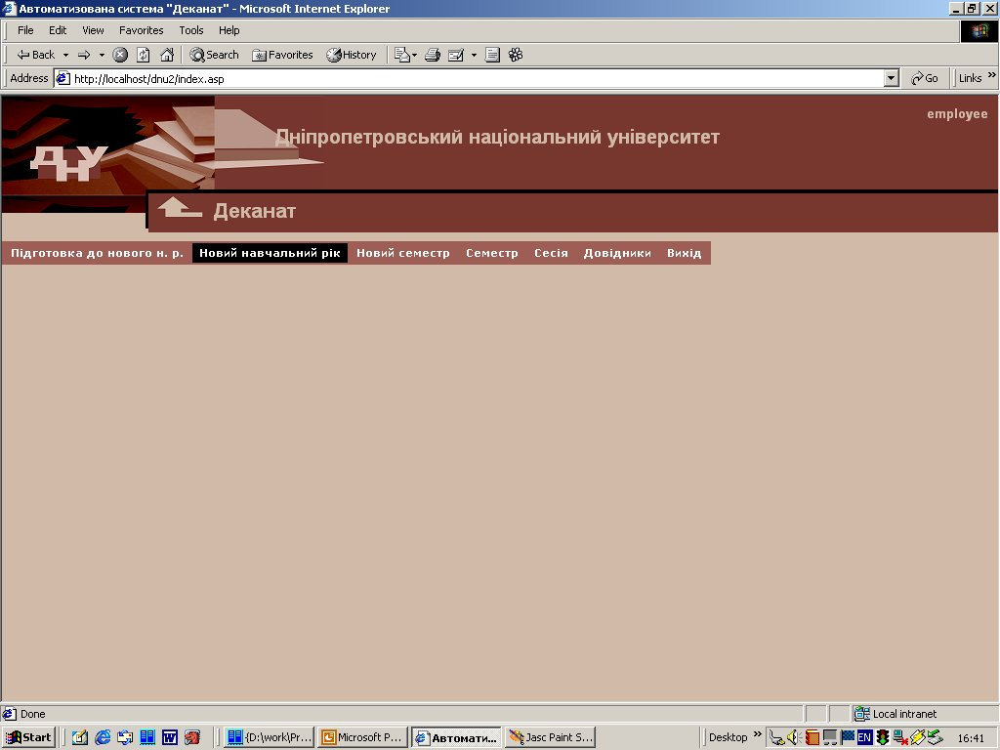 Автоматизована система "Деканат" - Microsoft Internet Explorer
File Edit View Favorites Tools Help
Back Search Favorites History
Address http://localhost/dnu2/index.asp Go Links »
employee
Дніпропетровський національний університет
ДНУ
Деканат
Підготовка до нового н. р. Новий навчальний рік Новий семестр Семестр Сесія Довідники Вихід
Done Local intranet
Start {D:\work\Pr... Microsoft P... Автомати... Jasc Paint S... Desktop » EN 16:41